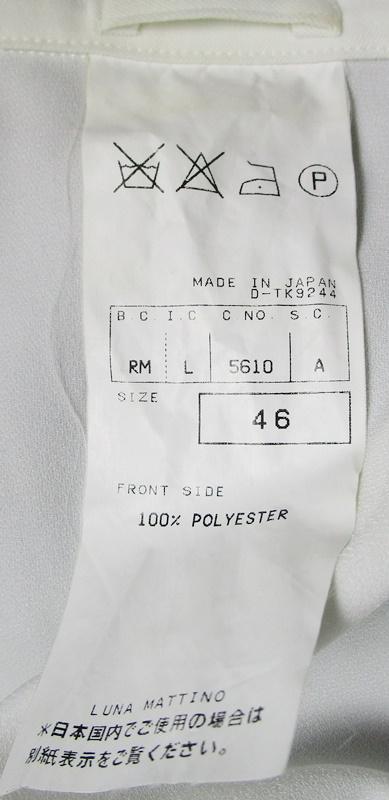 P
MADE IN JAPAN
D-TK9244
B.C. I.C C NO. S.C.
RM L 5610 A
SIZE
46
FRONT SIDE
100% POLYESTER
LUNA MATTINO
※日本国内でご使用の場合は
別紙表示をご覧ください。